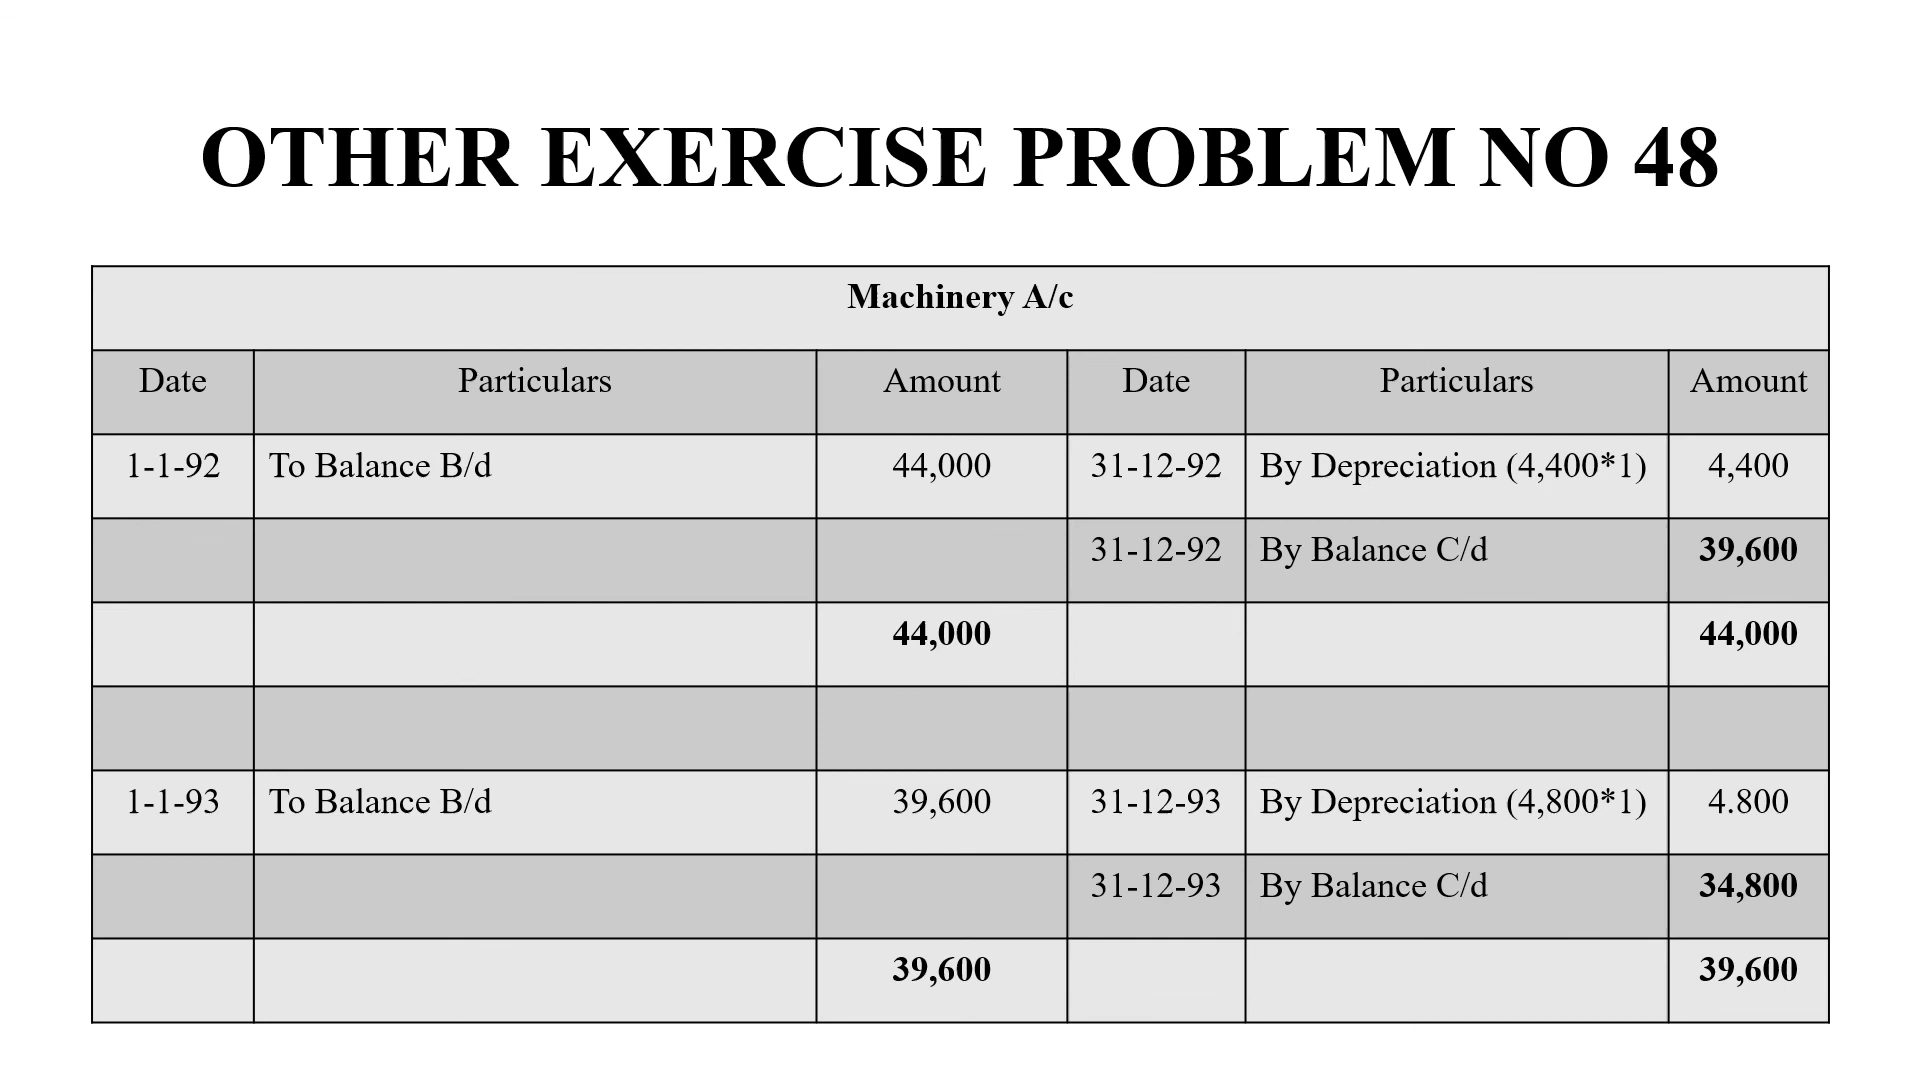 OTHER EXERCISE PROBLEM NO 48
Machinery A/c
Date Particulars Amount Date Particulars Amount
1-1-92 To Balance B/d 44,000 31-12-92 By Depreciation (4,400*1) 4,400
31-12-92 By Balance C/d 39,600
44,000 44,000
1-1-93 To Balance B/d 39,600 31-12-93 By Depreciation (4,800*1) 4.800
31-12-93 By Balance C/d 34,800
39,600 39,600